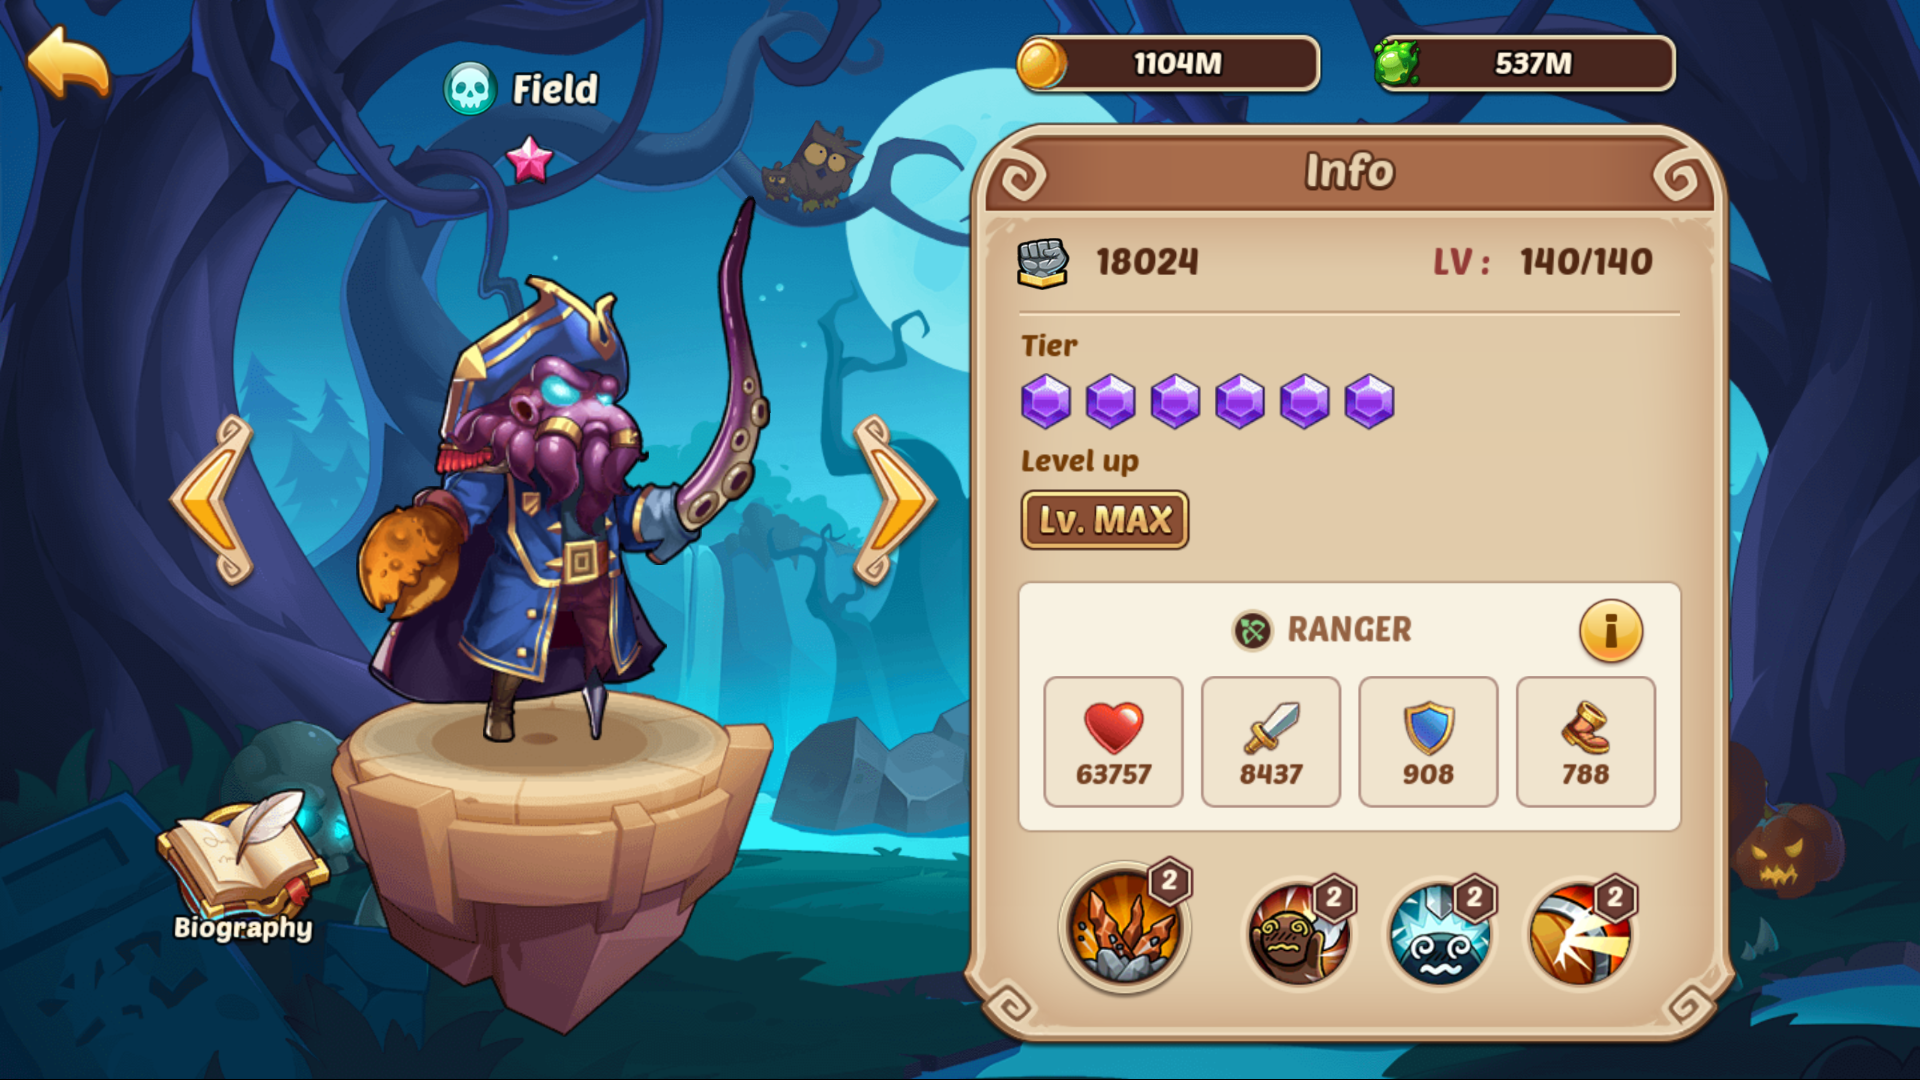 Field
1104M
537M
Info
18024
LV : 140/140
Tier
Level up
Lv. MAX
RANGER
63757
8437
908
788
2
2
2
2
Biography